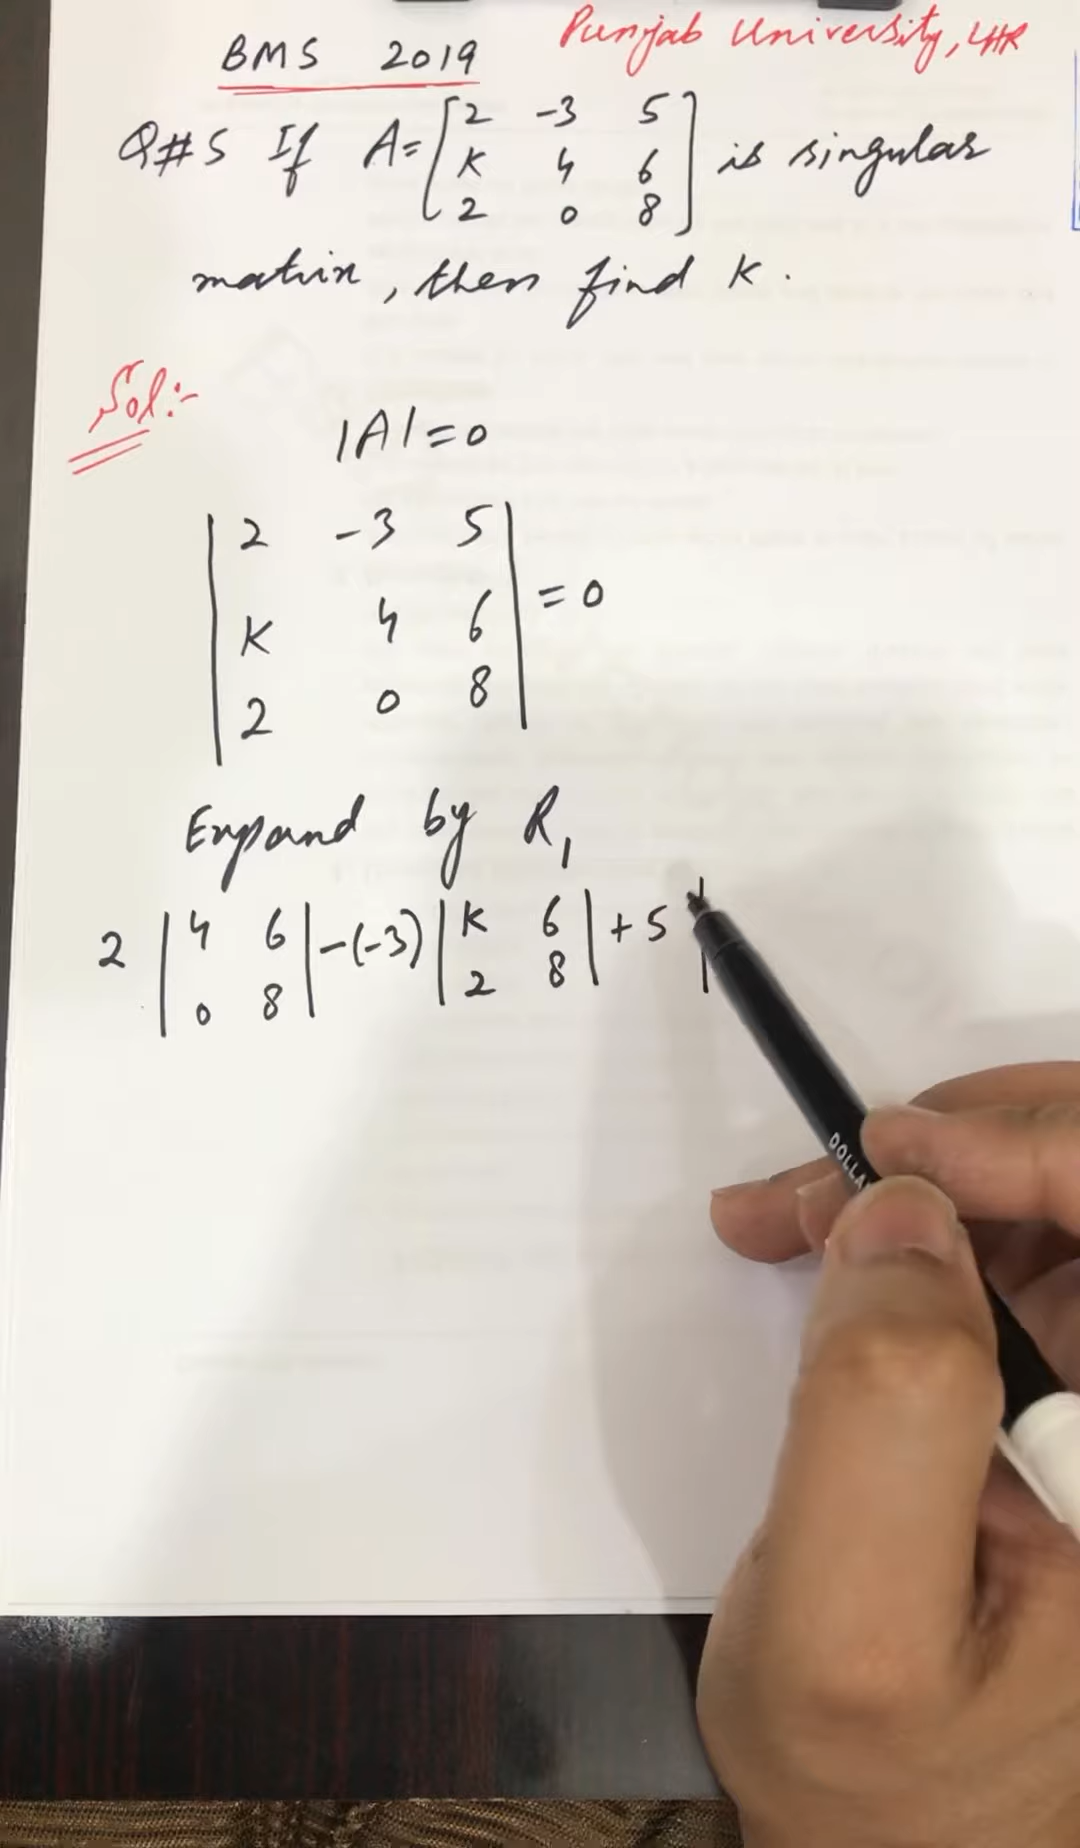 BMS 2019 Punjab University, LHR
Q#5 If A= [2 -3 5
K 4 6
2 0 8] is singular
matrix, then find K.
Sol:-
|A|=0
|2 -3 5|
|K 4 6| = 0
|2 0 8|
Expand by R₁
2 |4 6| -(-3) |K 6| + 5 |
|0 8| |2 8|
DOLLA